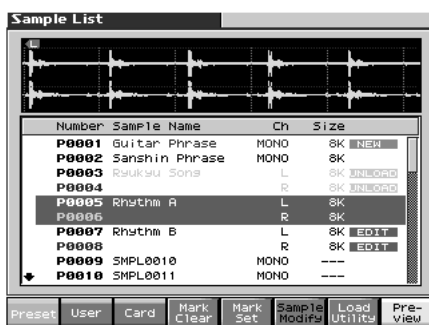 Sample List
L
Number Sample Name Ch Size
P0001 Guitar Phrase MONO 8K NEW
P0002 Sanshin Phrase MONO 8K
P0003 Ryukyu Song L 8K UNLOAD
P0004 R 8K UNLOAD
P0005 Rhythm A L 8K
P0006 R 8K
P0007 Rhythm B L 8K EDIT
P0008 R 8K EDIT
P0009 SMPL0010 MONO ---
P0010 SMPL0011 MONO ---
Preset User Card Mark Clear Mark Set Sample Modify Load Utility Pre-view